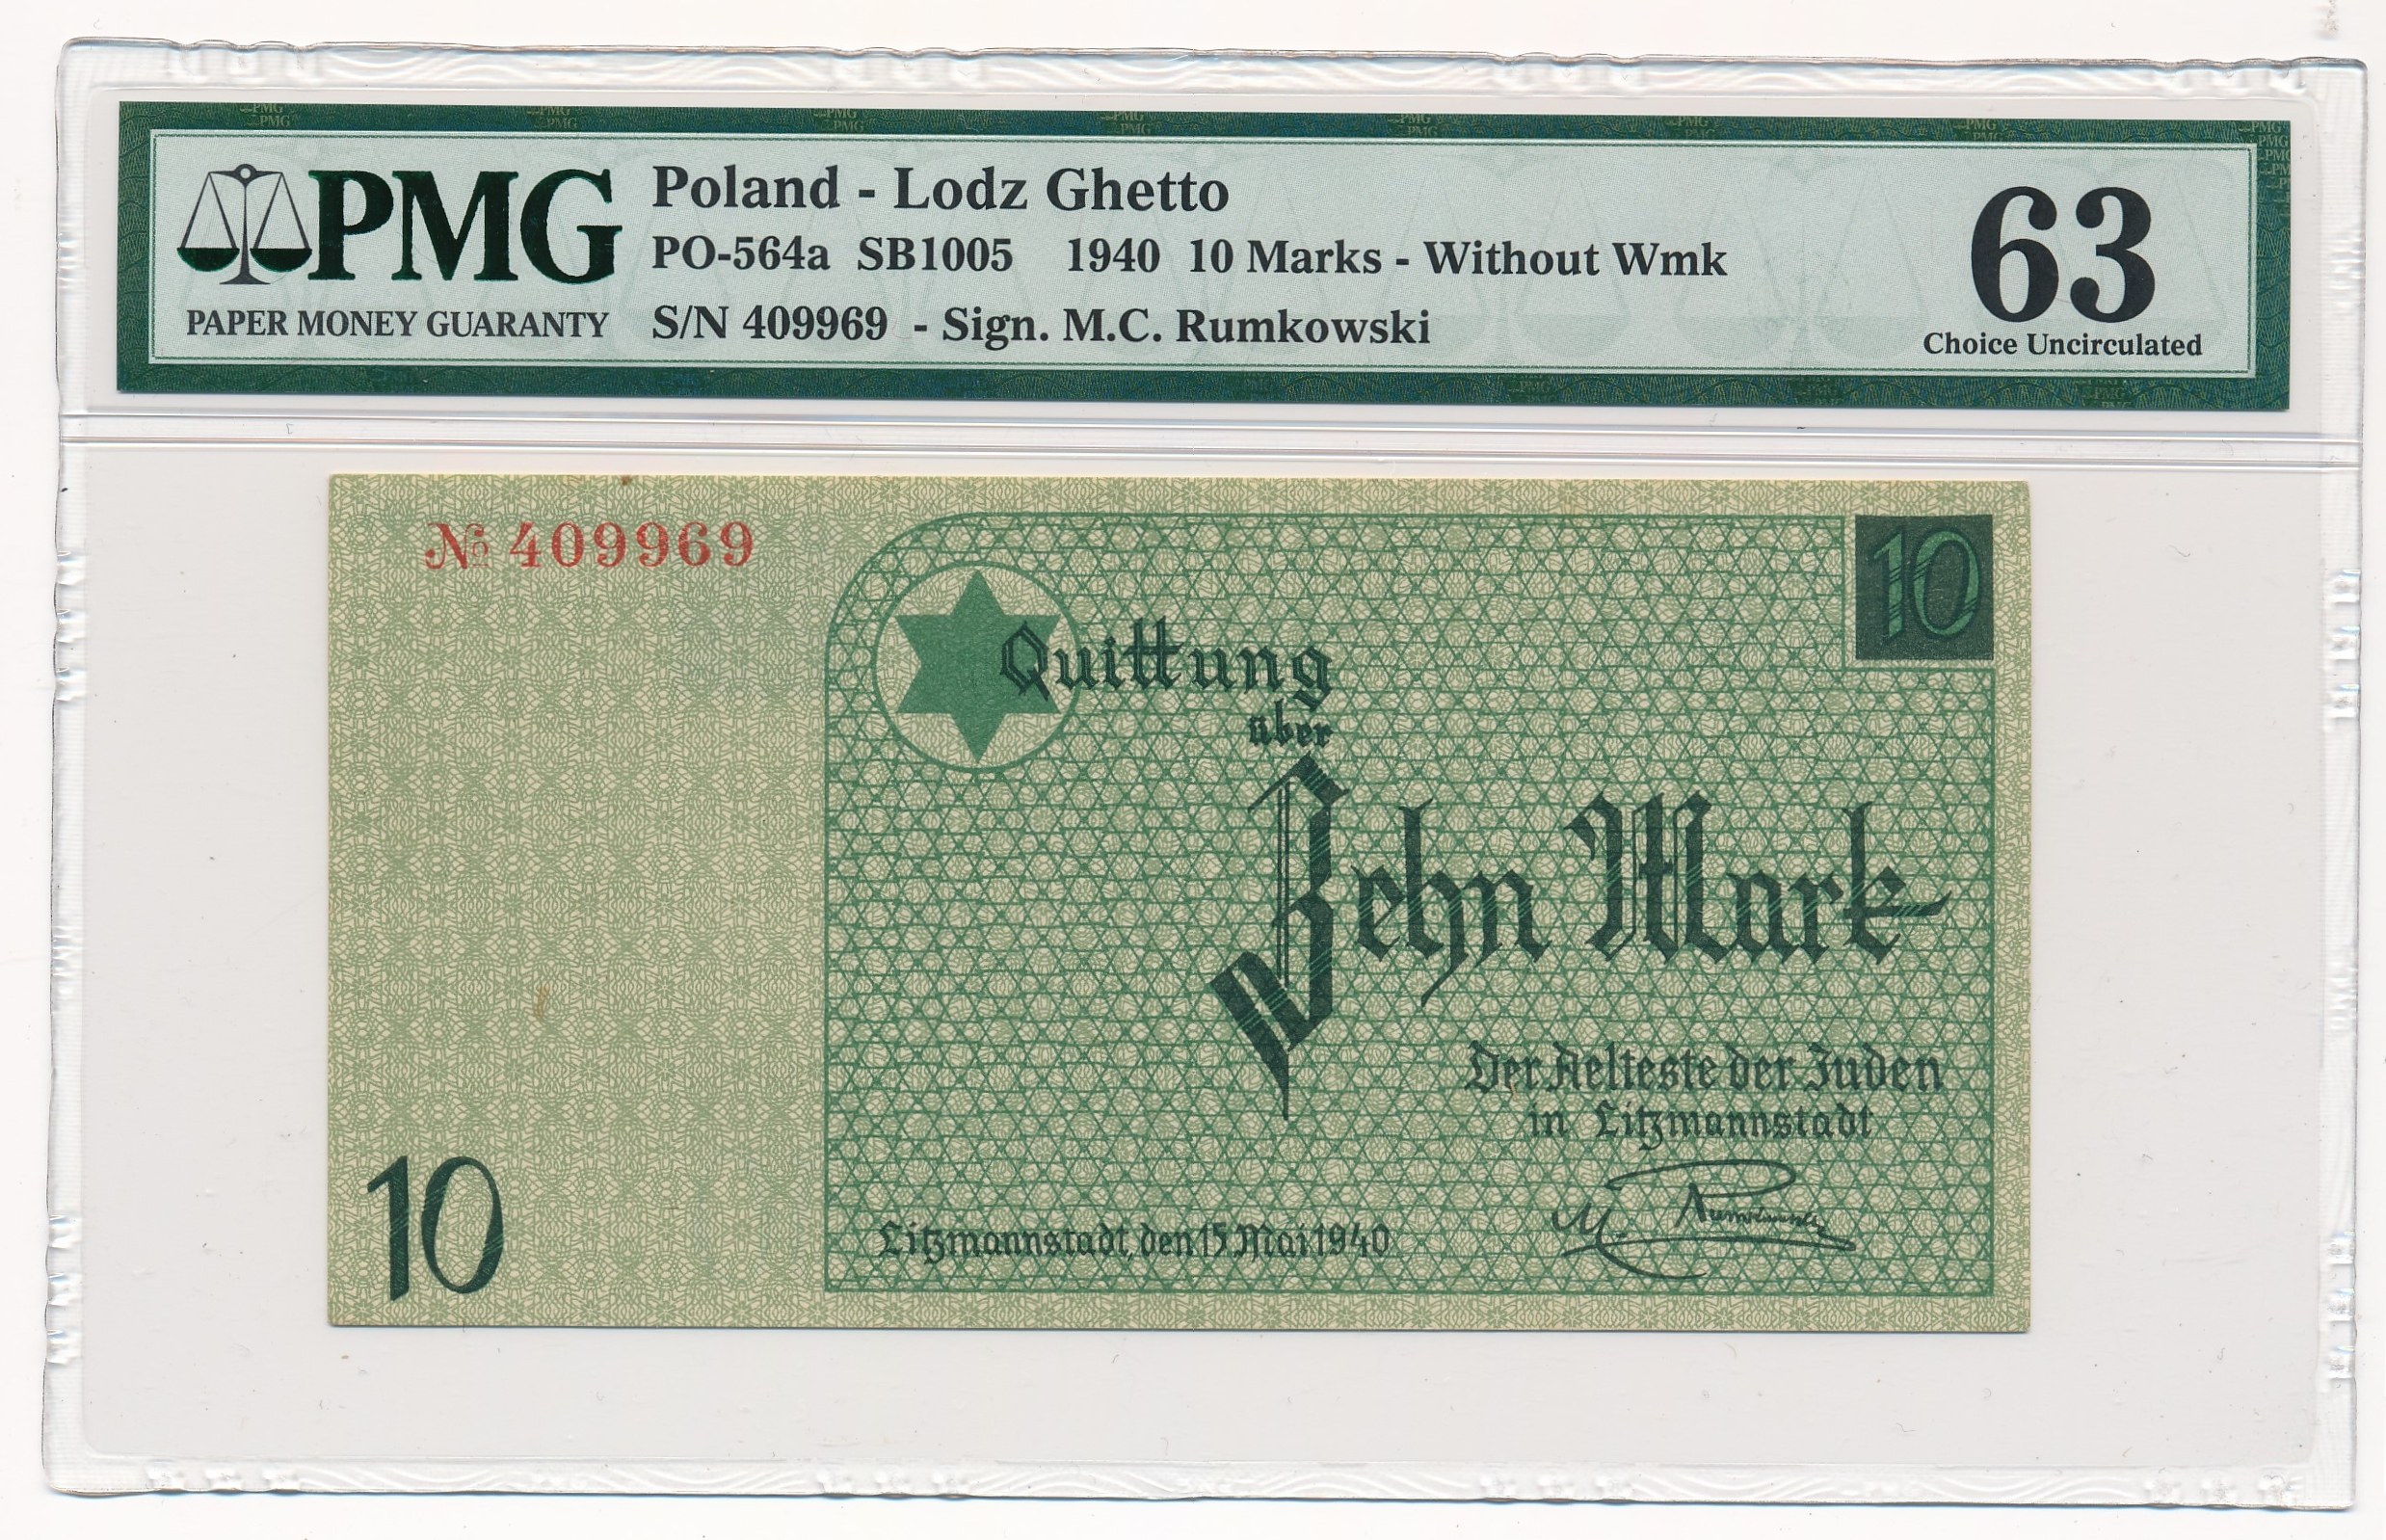 PMG
PAPER MONEY GUARANTY
Poland - Lodz Ghetto
PO-564a SB1005 1940 10 Marks - Without Wmk
S/N 409969 - Sign. M.C. Rumkowski
63
Choice Uncirculated
№ 409969
10
Quittung
über
Zehn Mark
Der Aelteste der Juden
in Litzmannstadt
M. Rumkowski
Litzmannstadt, den 15 Mai 1940
10